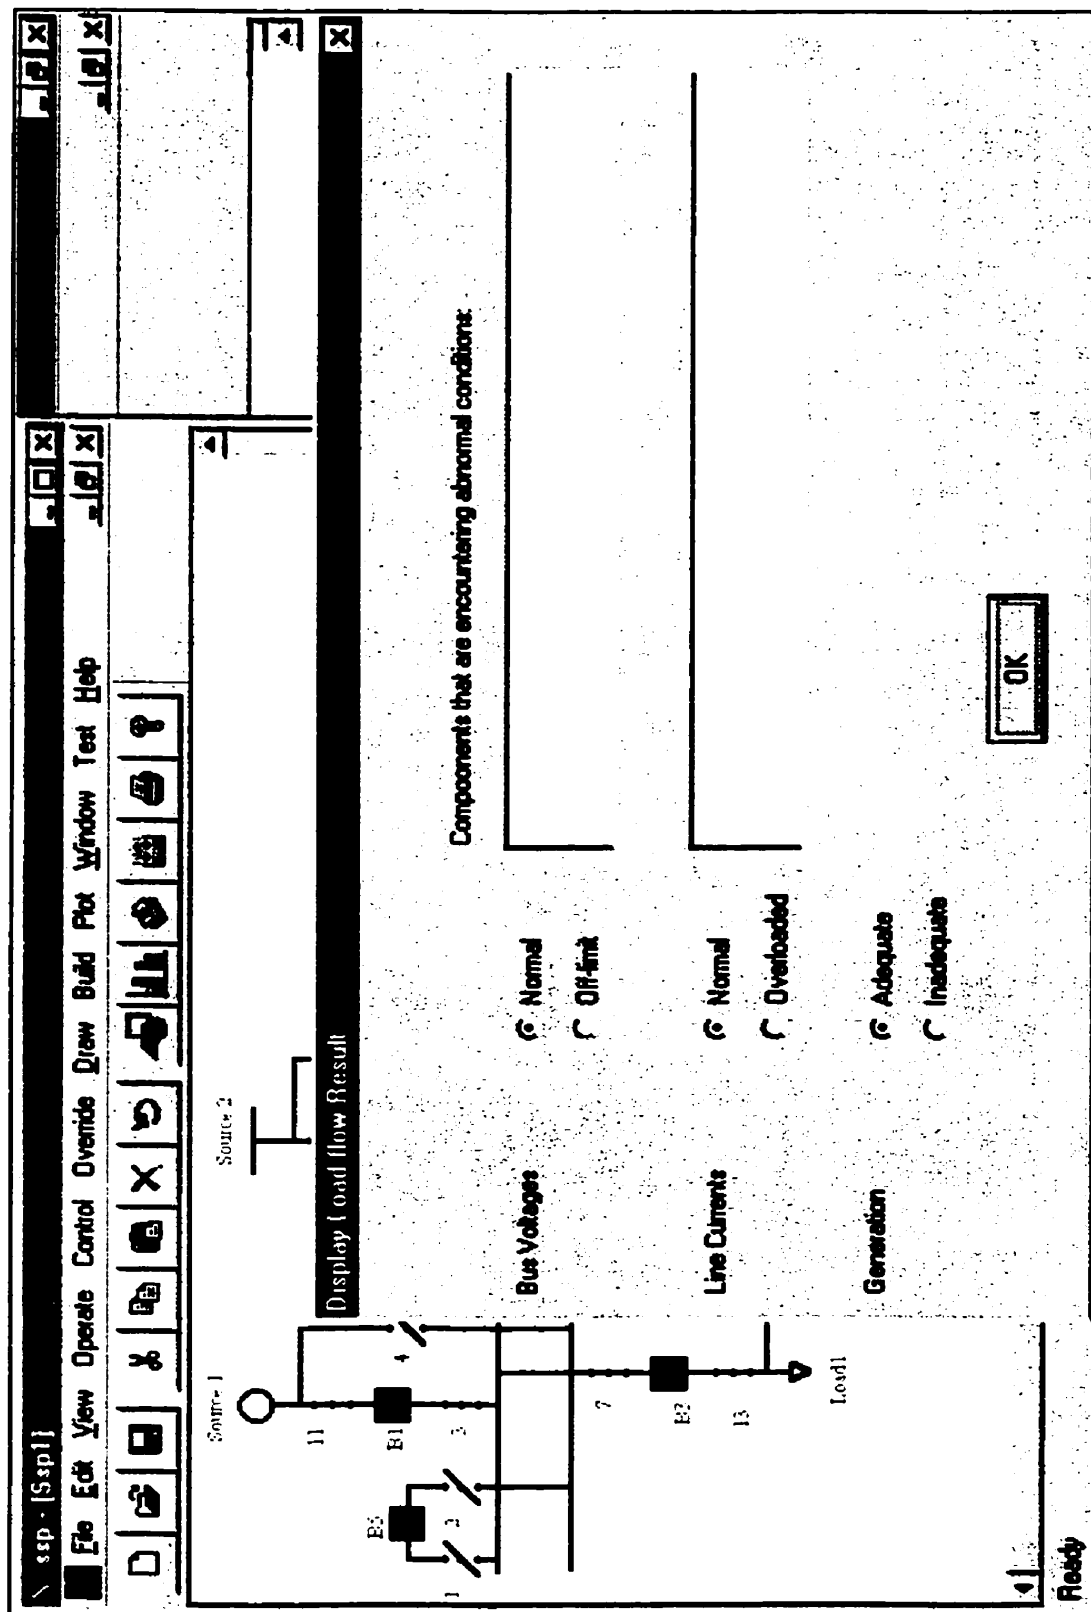 ssp - [Ssp1]
File Edit View Operate Control Override Draw Build Plot Window Test Help
Source 1
Source 2
11
4
B5
B1
1
2
3
7
B2
13
Load1
Display Load flow Result
Components that are encountering abnormal conditions:
Bus Voltages
Normal
Off-limit
Line Currents
Normal
Overloaded
Generation
Adequate
Inadequate
OK
Ready